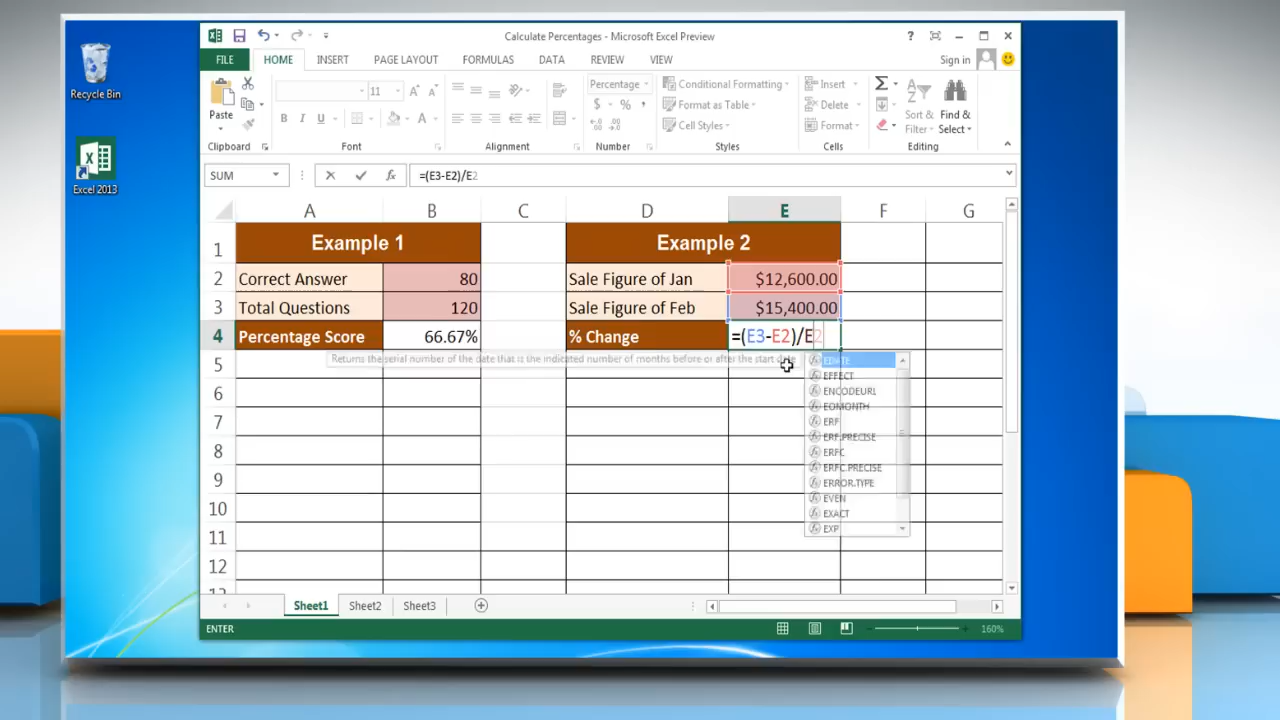 Recycle Bin
Excel 2013
Calculate Percentages - Microsoft Excel Preview
?
FILE
HOME
INSERT
PAGE LAYOUT
FORMULAS
DATA
REVIEW
VIEW
Sign in
Paste
Clipboard
11
A A
B I U
A
Font
Alignment
Percentage
$ % ,
Number
Conditional Formatting
Format as Table
Cell Styles
Styles
Insert
Delete
Format
Cells
Σ
Sort &
Filter
Find &
Select
Editing
SUM
fx
=(E3-E2)/E2
A B C D E F G
1 Example 1 Example 2
2 Correct Answer 80 Sale Figure of Jan $12,600.00
3 Total Questions 120 Sale Figure of Feb $15,400.00
4 Percentage Score 66.67% % Change =(E3-E2)/E2
Returns the serial number of the date that is the indicated number of months before or after the start date
5
6
7
8
9
10
11
12
13
EDATE
EFFECT
ENCODEURL
EOMONTH
ERF
ERF.PRECISE
ERFC
ERFC.PRECISE
ERROR.TYPE
EVEN
EXACT
EXP
Sheet1 Sheet2 Sheet3
ENTER
160%